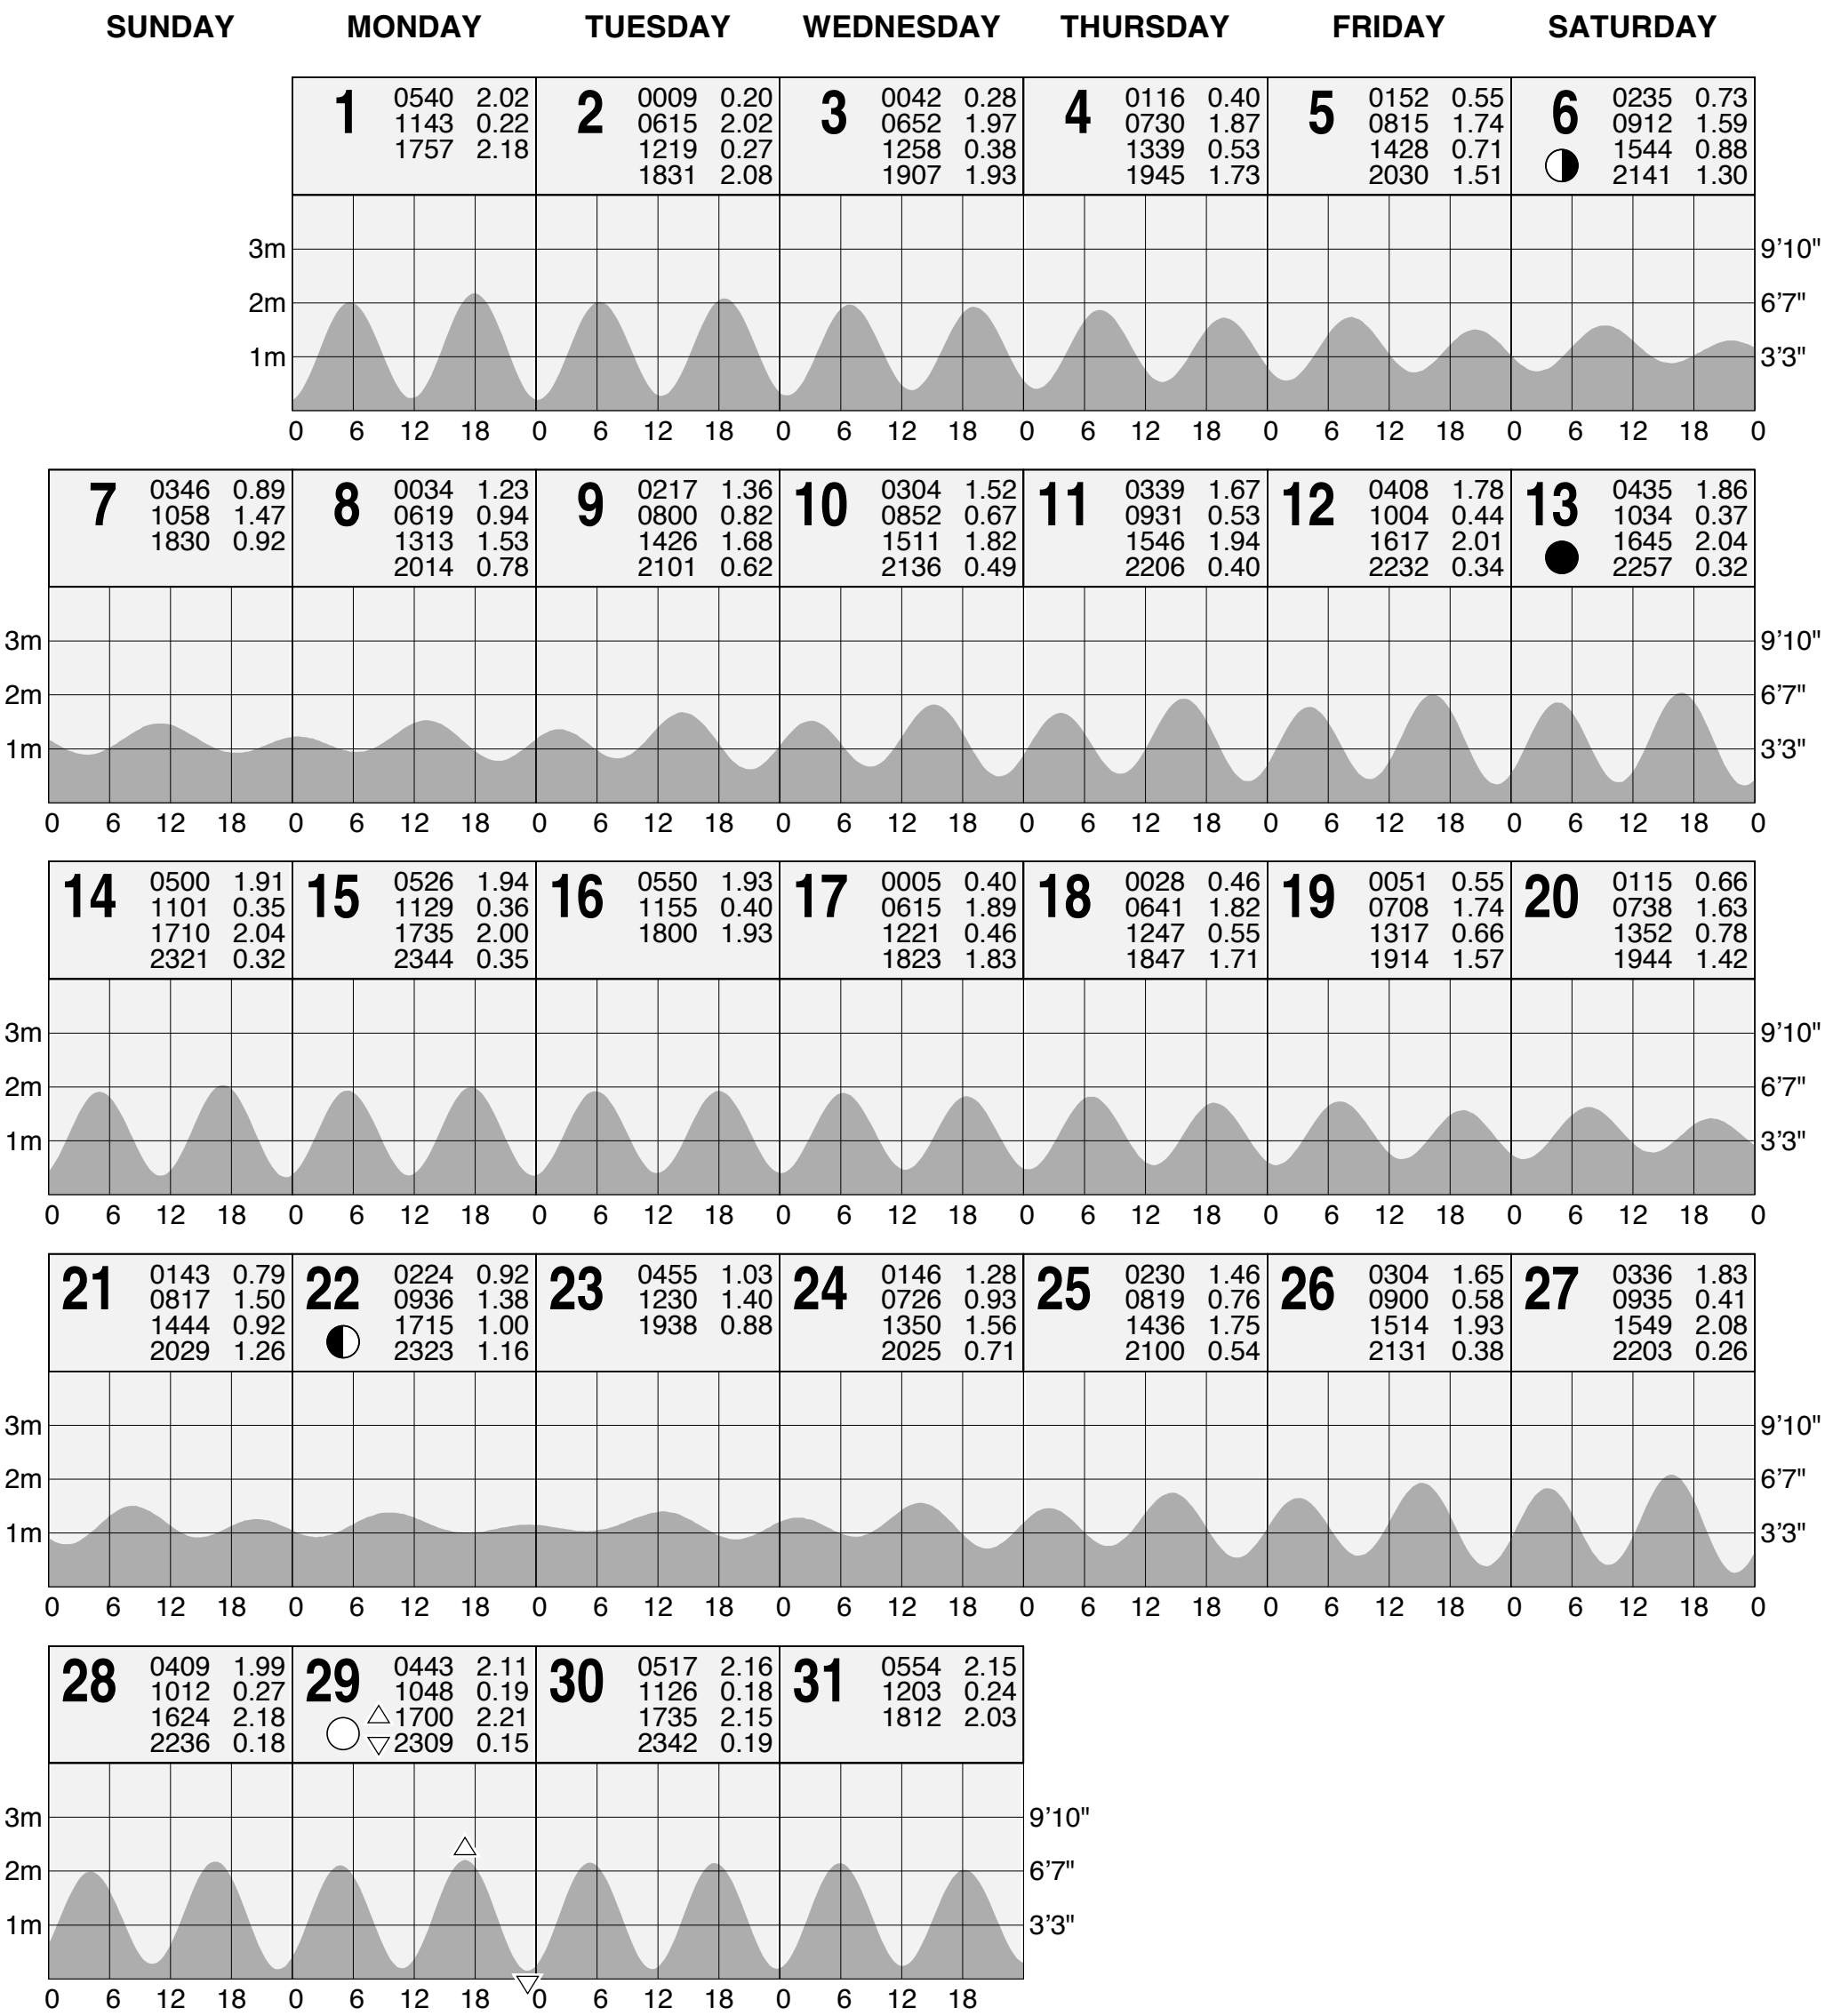 SUNDAY MONDAY TUESDAY WEDNESDAY THURSDAY FRIDAY SATURDAY
1 0540 2.02
1143 0.22
1757 2.18
2 0009 0.20
0615 2.02
1219 0.27
1831 2.08
3 0042 0.28
0652 1.97
1258 0.38
1907 1.93
4 0116 0.40
0730 1.87
1339 0.53
1945 1.73
5 0152 0.55
0815 1.74
1428 0.71
2030 1.51
6 0235 0.73
0912 1.59
1544 0.88
2141 1.30
3m 9'10"
2m 6'7"
1m 3'3"
0 6 12 18 0 6 12 18 0 6 12 18 0 6 12 18 0 6 12 18 0 6 12 18 0
7 0346 0.89
1058 1.47
1830 0.92
8 0034 1.23
0619 0.94
1313 1.53
2014 0.78
9 0217 1.36
0800 0.82
1426 1.68
2101 0.62
10 0304 1.52
0852 0.67
1511 1.82
2136 0.49
11 0339 1.67
0931 0.53
1546 1.94
2206 0.40
12 0408 1.78
1004 0.44
1617 2.01
2232 0.34
13 0435 1.86
1034 0.37
1645 2.04
2257 0.32
3m 9'10"
2m 6'7"
1m 3'3"
0 6 12 18 0 6 12 18 0 6 12 18 0 6 12 18 0 6 12 18 0 6 12 18 0 6 12 18 0
14 0500 1.91
1101 0.35
1710 2.04
2321 0.32
15 0526 1.94
1129 0.36
1735 2.00
2344 0.35
16 0550 1.93
1155 0.40
1800 1.93
17 0005 0.40
0615 1.89
1221 0.46
1823 1.83
18 0028 0.46
0641 1.82
1247 0.55
1847 1.71
19 0051 0.55
0708 1.74
1317 0.66
1914 1.57
20 0115 0.66
0738 1.63
1352 0.78
1944 1.42
3m 9'10"
2m 6'7"
1m 3'3"
0 6 12 18 0 6 12 18 0 6 12 18 0 6 12 18 0 6 12 18 0 6 12 18 0 6 12 18 0
21 0143 0.79
0817 1.50
1444 0.92
2029 1.26
22 0224 0.92
0936 1.38
1715 1.00
2323 1.16
23 0455 1.03
1230 1.40
1938 0.88
24 0146 1.28
0726 0.93
1350 1.56
2025 0.71
25 0230 1.46
0819 0.76
1436 1.75
2100 0.54
26 0304 1.65
0900 0.58
1514 1.93
2131 0.38
27 0336 1.83
0935 0.41
1549 2.08
2203 0.26
3m 9'10"
2m 6'7"
1m 3'3"
0 6 12 18 0 6 12 18 0 6 12 18 0 6 12 18 0 6 12 18 0 6 12 18 0 6 12 18 0
28 0409 1.99
1012 0.27
1624 2.18
2236 0.18
29 0443 2.11
1048 0.19
1700 2.21
2309 0.15
30 0517 2.16
1126 0.18
1735 2.15
2342 0.19
31 0554 2.15
1203 0.24
1812 2.03
3m 9'10"
2m 6'7"
1m 3'3"
0 6 12 18 0 6 12 18 0 6 12 18 0 6 12 18